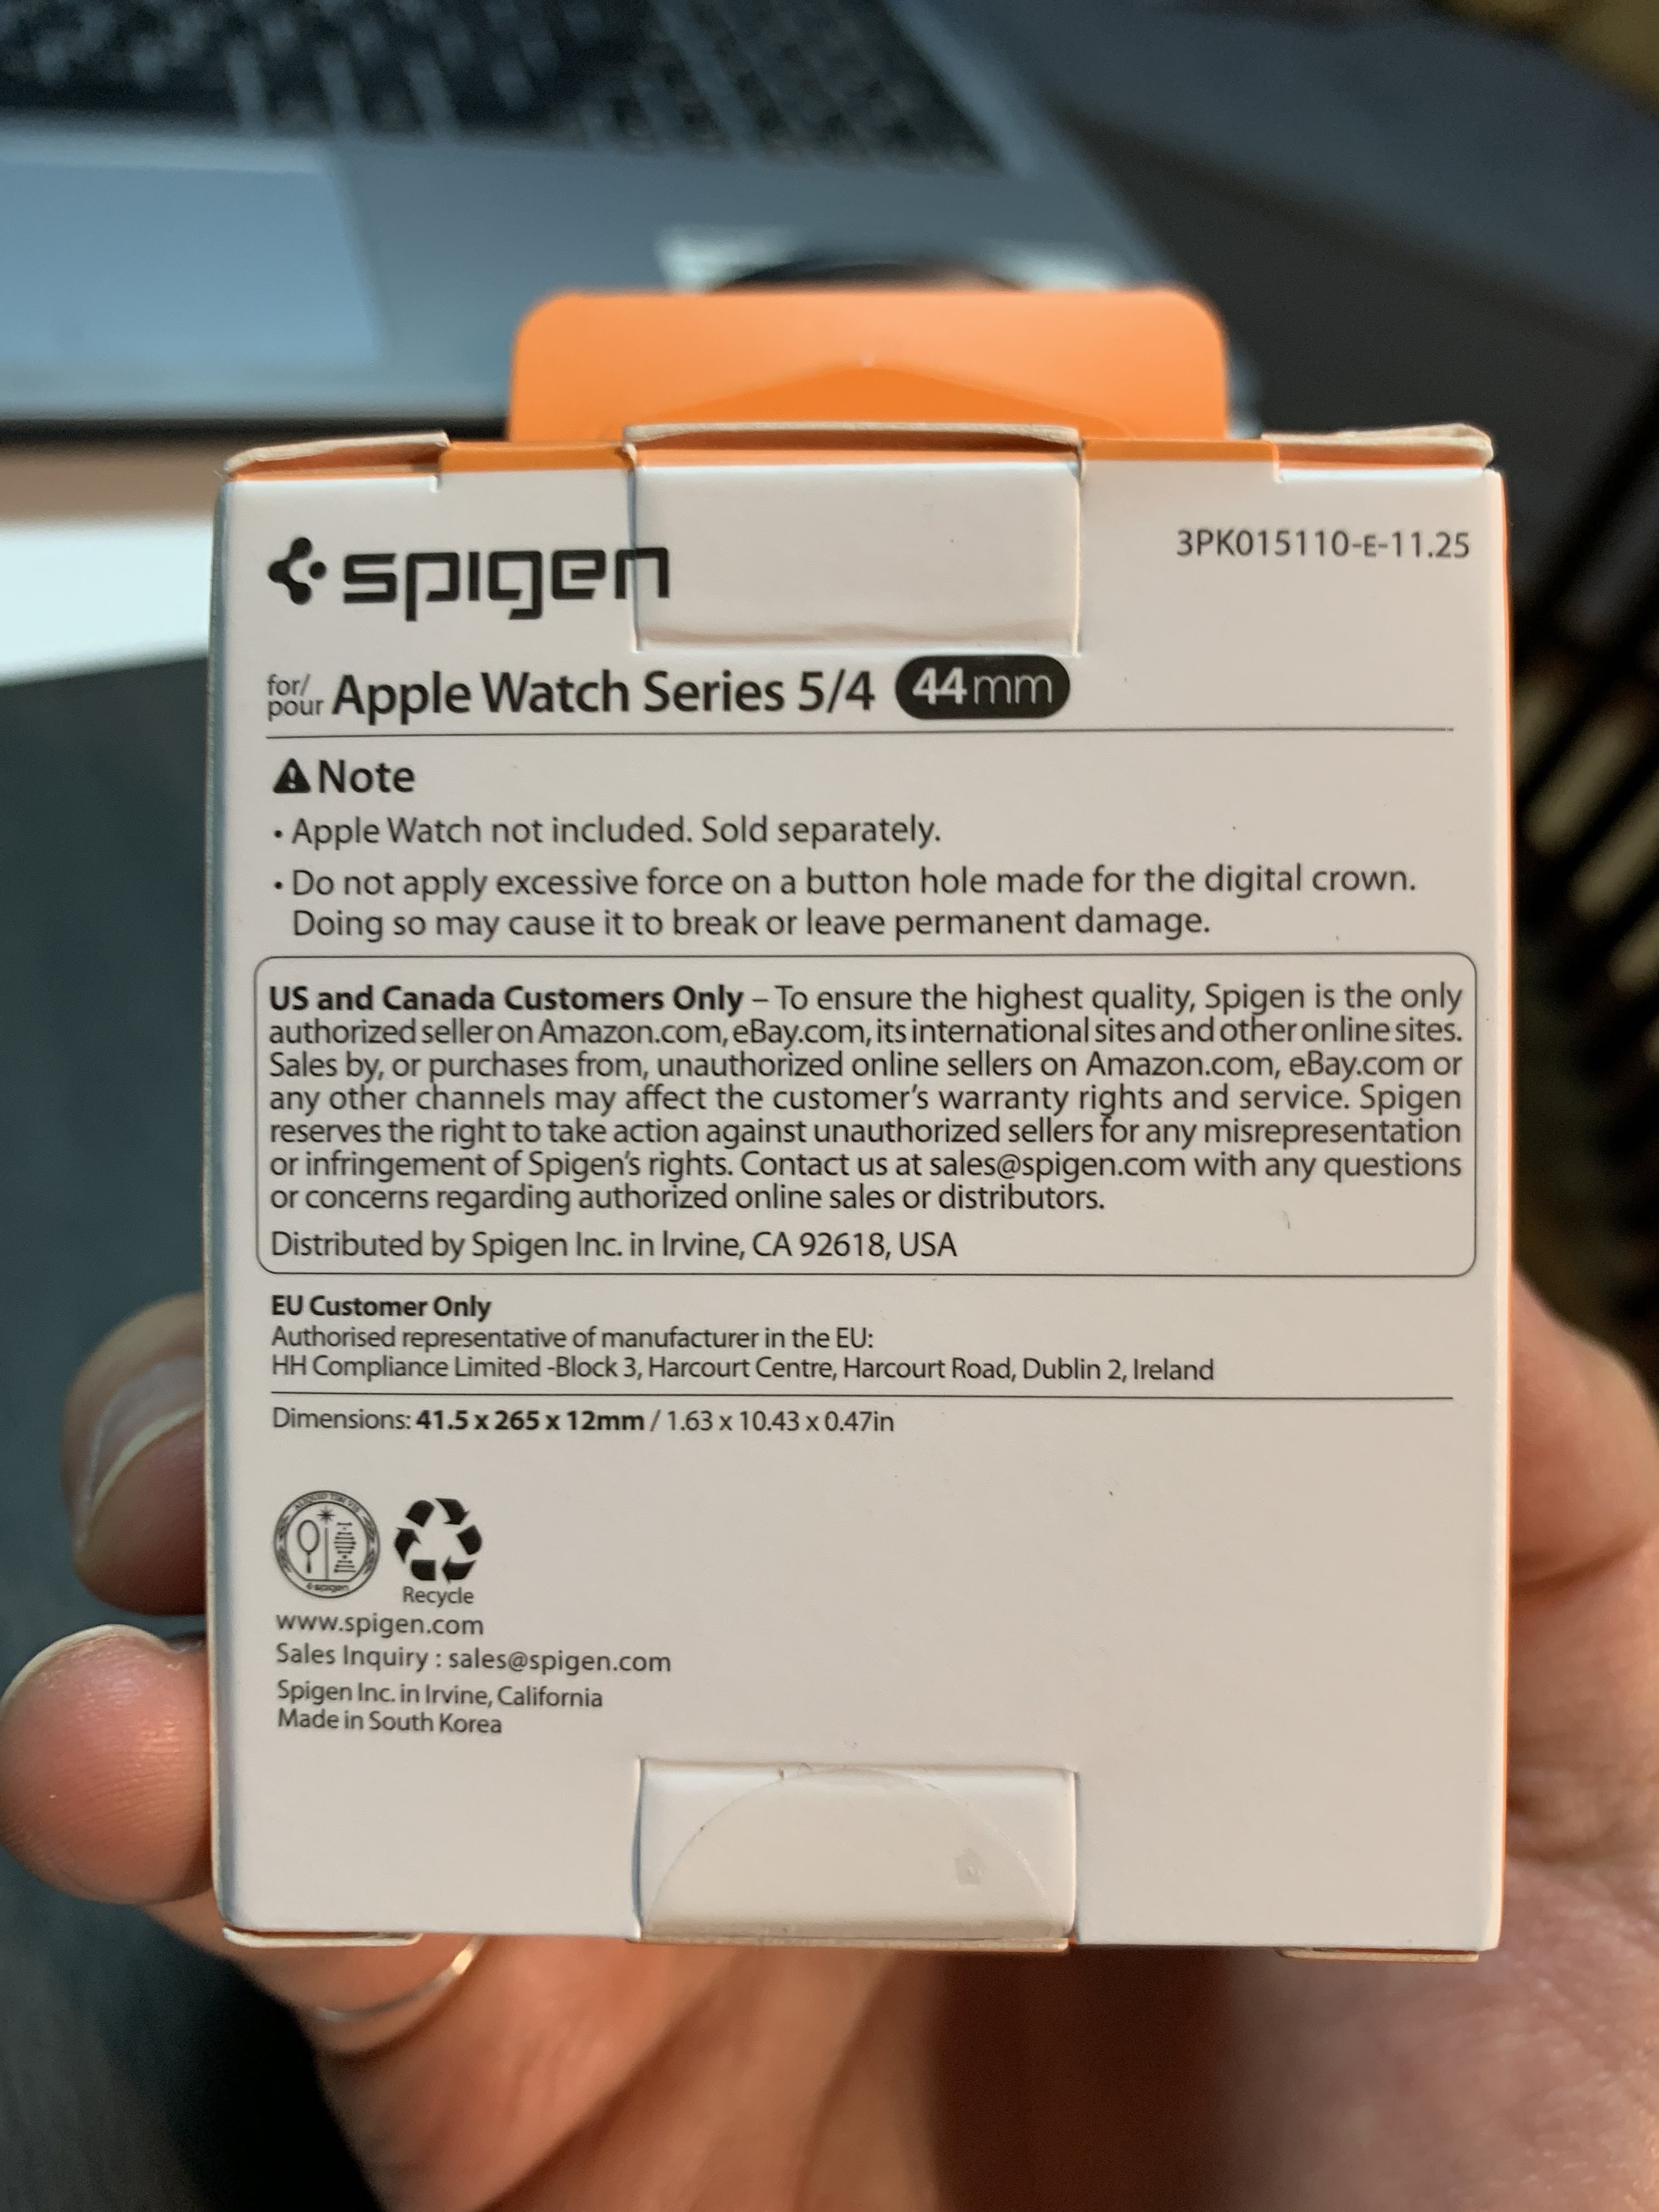 spigen
3PK015110-E-11.25
for/
pour Apple Watch Series 5/4 44mm
Note
• Apple Watch not included. Sold separately.
• Do not apply excessive force on a button hole made for the digital crown.
Doing so may cause it to break or leave permanent damage.
US and Canada Customers Only – To ensure the highest quality, Spigen is the only
authorized seller on Amazon.com, eBay.com, its international sites and other online sites.
Sales by, or purchases from, unauthorized online sellers on Amazon.com, eBay.com or
any other channels may affect the customer's warranty rights and service. Spigen
reserves the right to take action against unauthorized sellers for any misrepresentation
or infringement of Spigen's rights. Contact us at sales@spigen.com with any questions
or concerns regarding authorized online sales or distributors.
Distributed by Spigen Inc. in Irvine, CA 92618, USA
EU Customer Only
Authorised representative of manufacturer in the EU:
HH Compliance Limited -Block 3, Harcourt Centre, Harcourt Road, Dublin 2, Ireland
Dimensions: 41.5 x 265 x 12mm / 1.63 x 10.43 x 0.47in
spigen
Recycle
www.spigen.com
Sales Inquiry : sales@spigen.com
Spigen Inc. in Irvine, California
Made in South Korea